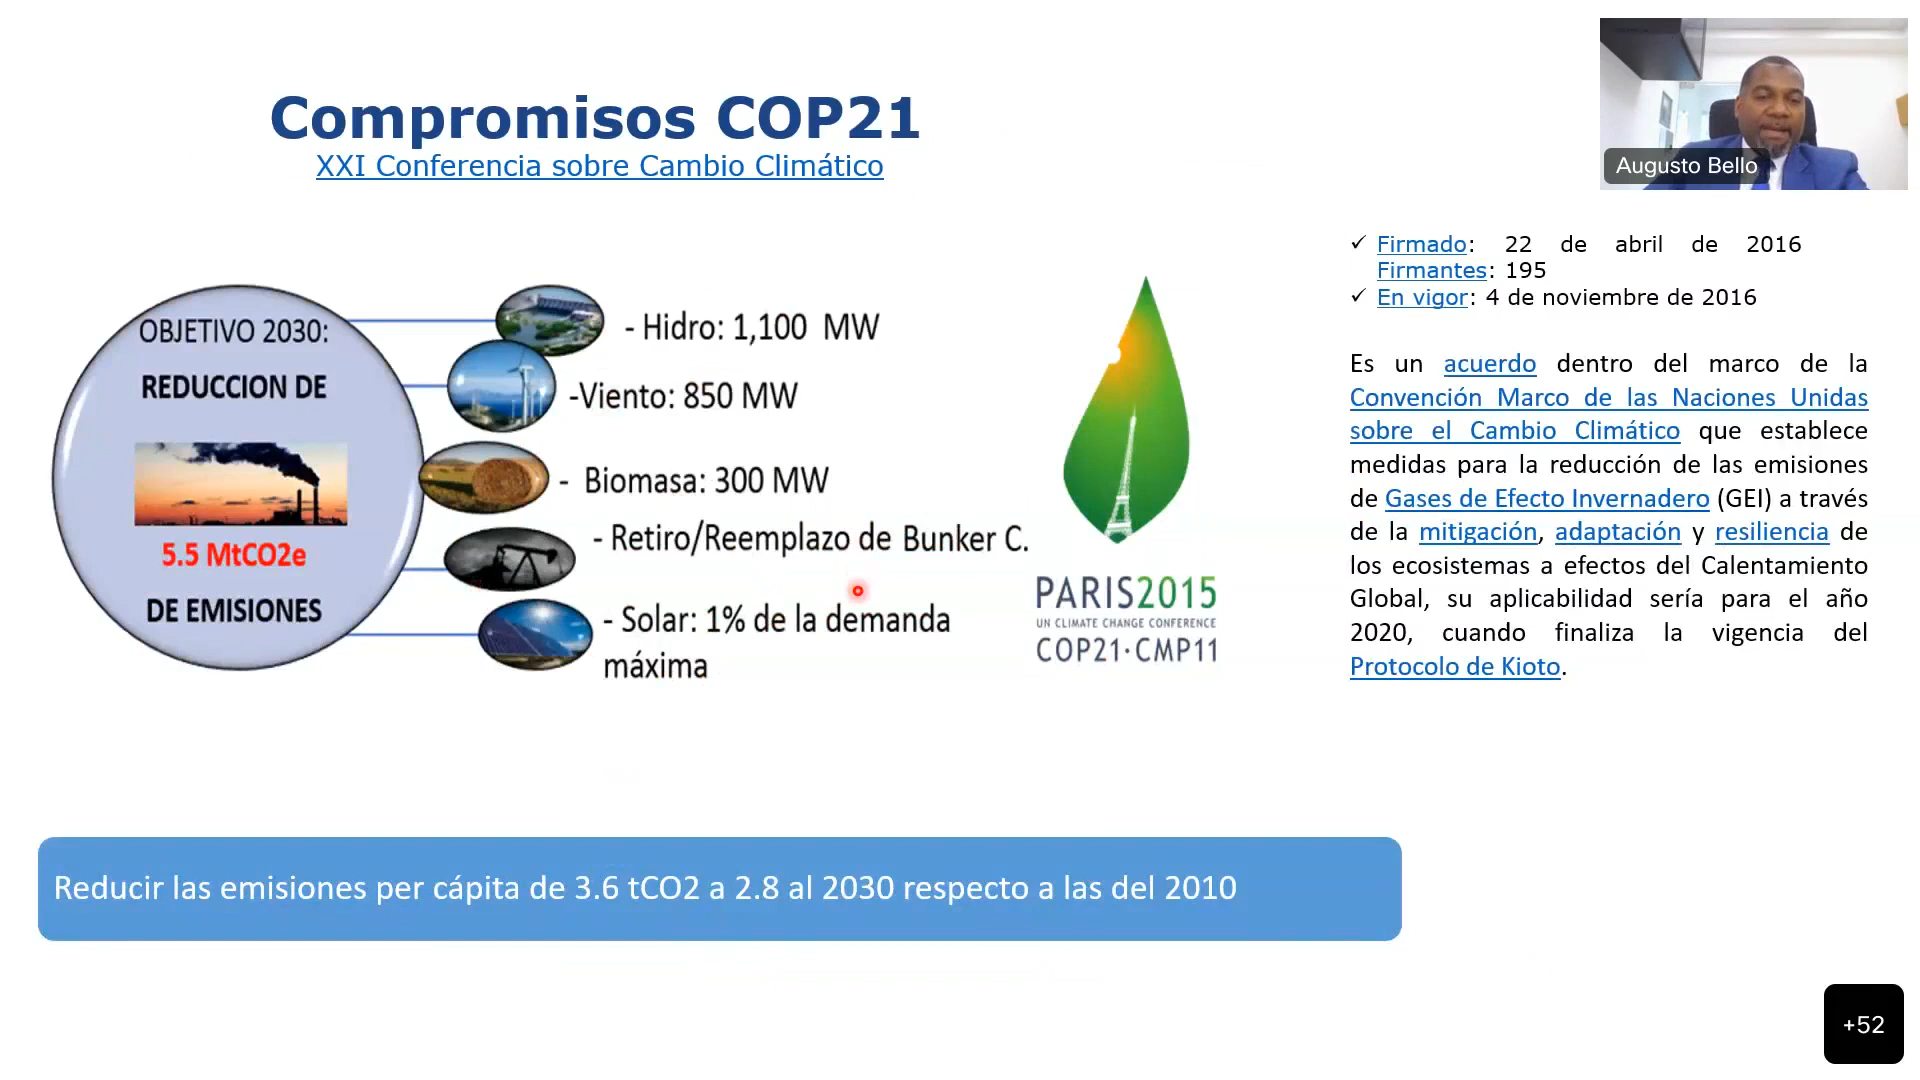 Compromisos COP21
XXI Conferencia sobre Cambio Climático
Augusto Bello
OBJETIVO 2030:
REDUCCION DE
5.5 MtCO2e
DE EMISIONES
- Hidro: 1,100 MW
-Viento: 850 MW
- Biomasa: 300 MW
- Retiro/Reemplazo de Bunker C.
- Solar: 1% de la demanda
máxima
PARIS2015
UN CLIMATE CHANGE CONFERENCE
COP21·CMP11
✓ Firmado: 22 de abril de 2016
Firmantes: 195
✓ En vigor: 4 de noviembre de 2016
Es un acuerdo dentro del marco de la
Convención Marco de las Naciones Unidas
sobre el Cambio Climático que establece
medidas para la reducción de las emisiones
de Gases de Efecto Invernadero (GEI) a través
de la mitigación, adaptación y resiliencia de
los ecosistemas a efectos del Calentamiento
Global, su aplicabilidad sería para el año
2020, cuando finaliza la vigencia del
Protocolo de Kioto.
Reducir las emisiones per cápita de 3.6 tCO2 a 2.8 al 2030 respecto a las del 2010
+52